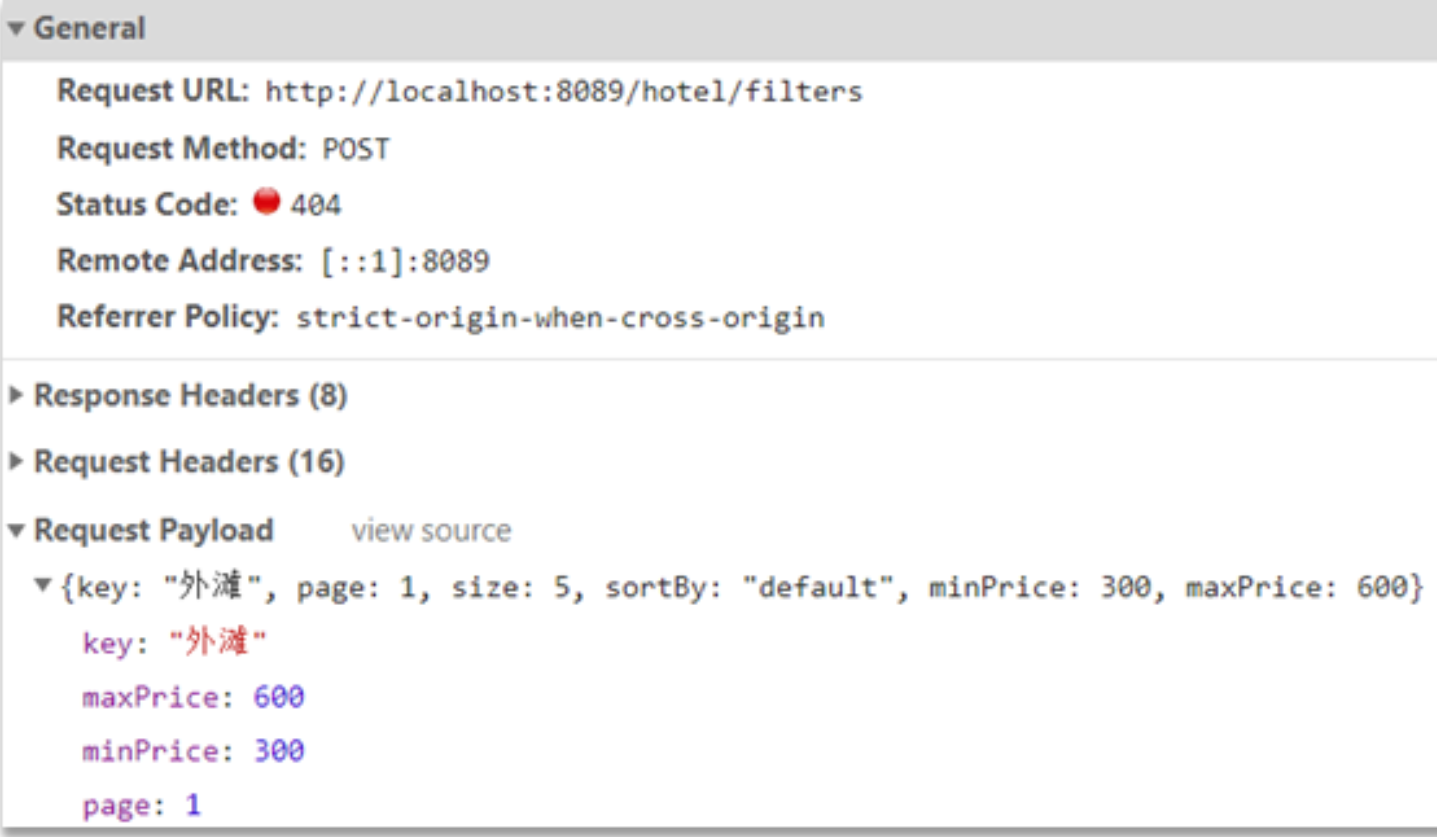 General
Request URL: http://localhost:8089/hotel/filters
Request Method: POST
Status Code: 404
Remote Address: [::1]:8089
Referrer Policy: strict-origin-when-cross-origin
Response Headers (8)
Request Headers (16)
Request Payload view source
{key: "外滩", page: 1, size: 5, sortBy: "default", minPrice: 300, maxPrice: 600}
key: "外滩"
maxPrice: 600
minPrice: 300
page: 1